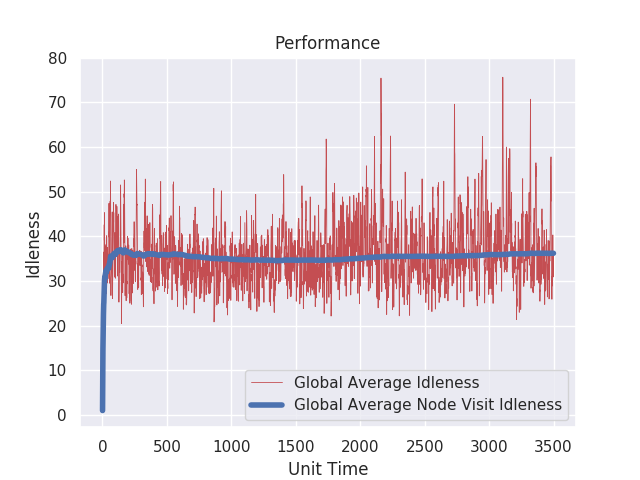 Performance
80
70
60
50
40
30
20
10
0
Idleness
Global Average Idleness
Global Average Node Visit Idleness
0 500 1000 1500 2000 2500 3000 3500
Unit Time